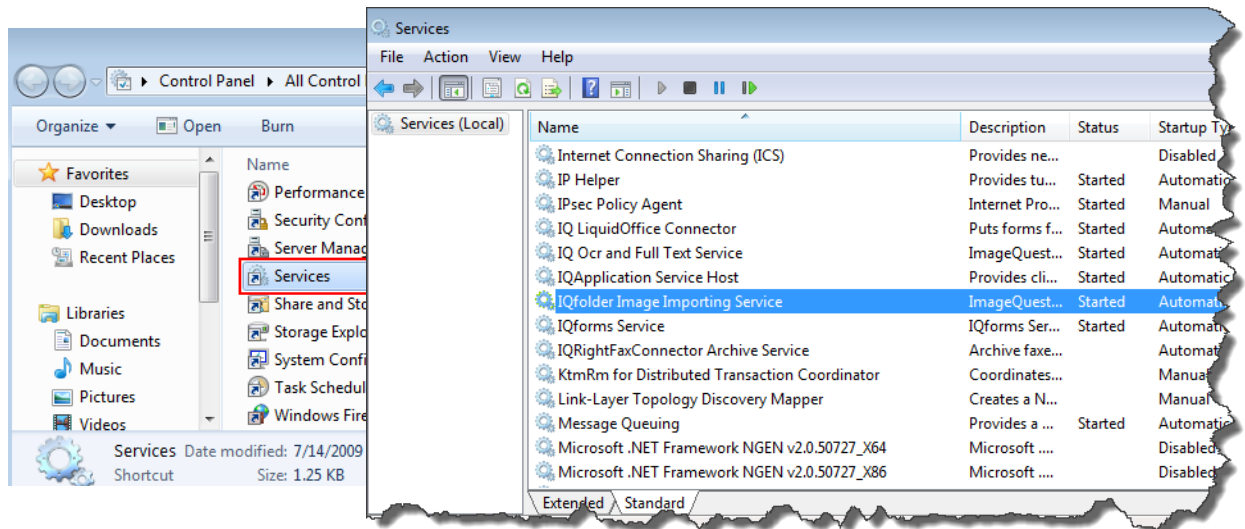 Control Panel All Control
Organize Open Burn
Favorites
Desktop
Downloads
Recent Places
Libraries
Documents
Music
Pictures
Videos
Name
Performance
Security Conf
Server Manag
Services
Share and Sto
Storage Explo
System Confi
Task Schedul
Windows Fire
Services Date modified: 7/14/2009
Shortcut Size: 1.25 KB
Services
File Action View Help
Services (Local)
Name Description Status Startup Ty
Internet Connection Sharing (ICS) Provides ne... Disabled
IP Helper Provides tu... Started Automatic
IPsec Policy Agent Internet Pro... Started Manual
IQ LiquidOffice Connector Puts forms f... Started Automa
IQ Ocr and Full Text Service ImageQuest... Started Automat
IQApplication Service Host Provides cli... Started Automatic
IQfolder Image Importing Service ImageQuest... Started Automati
IQforms Service IQforms Ser... Started Automati
IQRightFaxConnector Archive Service Archive faxe... Automat
KtmRm for Distributed Transaction Coordinator Coordinates... Manua
Link-Layer Topology Discovery Mapper Creates a N... Manual
Message Queuing Provides a ... Started Automatic
Microsoft .NET Framework NGEN v2.0.50727_X64 Microsoft .... Disabled
Microsoft .NET Framework NGEN v2.0.50727_X86 Microsoft .... Disabled
Extended Standard